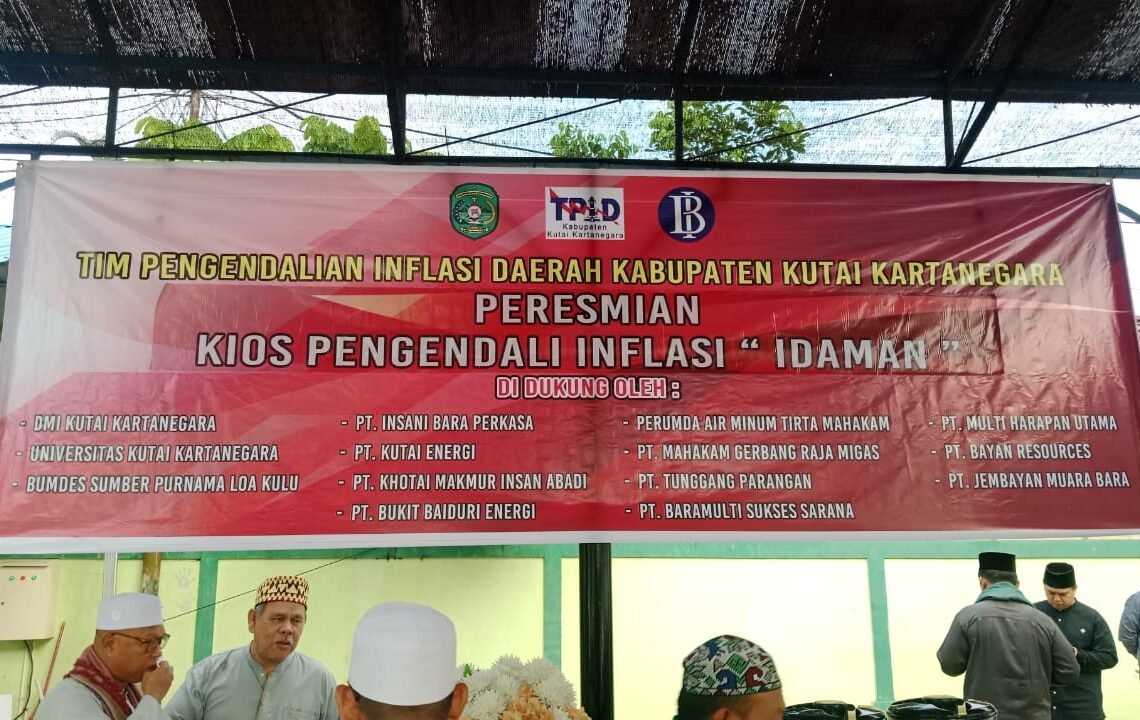 TPID
Kabupaten
Kutai Kartanegara
BI
TIM PENGENDALIAN INFLASI DAERAH KABUPATEN KUTAI KARTANEGARA
PERESMIAN
KIOS PENGENDALI INFLASI “ IDAMAN ”
DI DUKUNG OLEH :
- DMI KUTAI KARTANEGARA
- UNIVERSITAS KUTAI KARTANEGARA
- BUMDES SUMBER PURNAMA LOA KULU
- PT. INSANI BARA PERKASA
- PT. KUTAI ENERGI
- PT. KHOTAI MAKMUR INSAN ABADI
- PT. BUKIT BAIDURI ENERGI
- PERUMDA AIR MINUM TIRTA MAHAKAM
- PT. MAHAKAM GERBANG RAJA MIGAS
- PT. TUNGGANG PARANGAN
- PT. BARAMULTI SUKSES SARANA
- PT. MULTI HARAPAN UTAMA
- PT. BAYAN RESOURCES
- PT. JEMBAYAN MUARA BARA